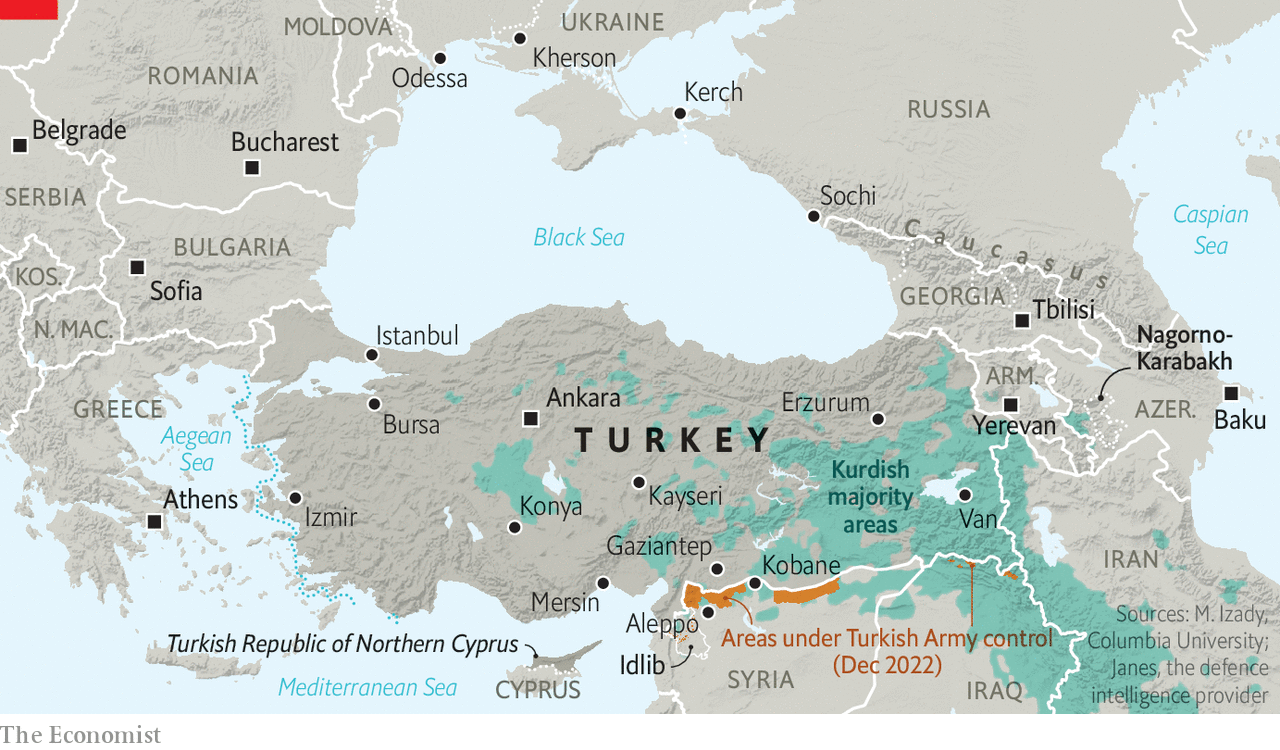 MOLDOVA
UKRAINE
Kherson
ROMANIA
Odessa
Kerch
RUSSIA
Belgrade
Bucharest
SERBIA
Sochi
Caspian
Sea
Black Sea
Caucasus
BULGARIA
KOS.
Sofia
GEORGIA
Tbilisi
N. MAC.
Istanbul
Nagorno-
Karabakh
ARM.
Ankara
Erzurum
GREECE
AZER.
Bursa
Yerevan
Baku
Aegean
Sea
TURKEY
Kurdish
majority
areas
Athens
Kayseri
Izmir
Konya
Van
Gaziantep
Kobane
IRAN
Mersin
Aleppo
Areas under Turkish Army control
(Dec 2022)
Turkish Republic of Northern Cyprus
Idlib
SYRIA
IRAQ
Mediterranean Sea
CYPRUS
Sources: M. Izady,
Columbia University;
Janes, the defence
intelligence provider
The Economist